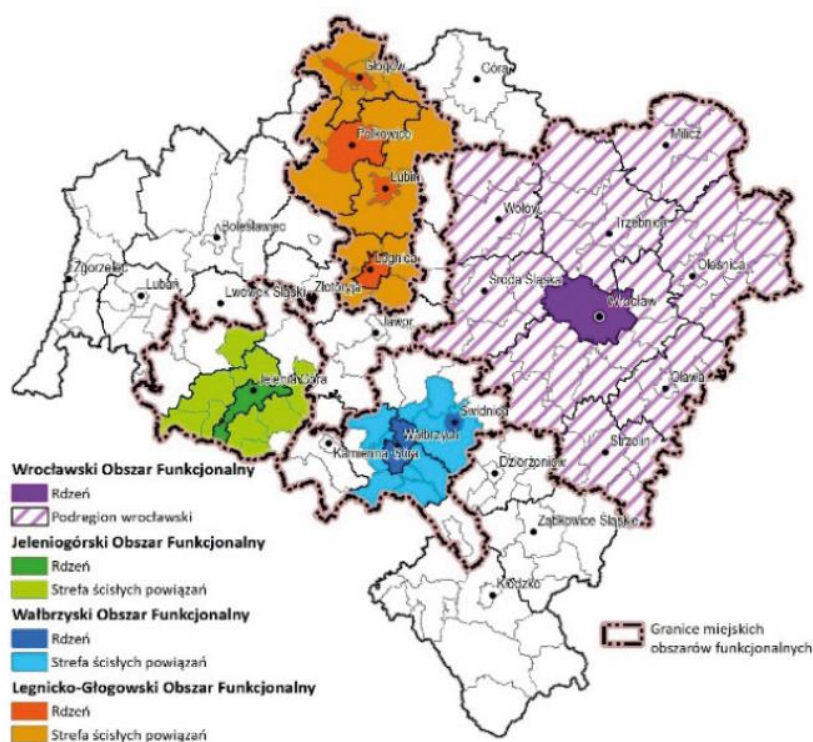 Głogów
Góra
Polkowice
Milicz
Lubin
Wołów
Trzebnica
Bolesławiec
Legnica
Oleśnica
Zgorzelec
Lubań
Lwówek Śląski
Złotoryja
Środa Śląska
Wrocław
Jawor
Jelenia Góra
Oława
Świdnica
Wałbrzych
Strzelin
Kamienna Góra
Dzierżoniów
Wrocławski Obszar Funkcjonalny
Rdzeń
Podregion wrocławski
Ząbkowice Śląskie
Jeleniogórski Obszar Funkcjonalny
Rdzeń
Strefa ścisłych powiązań
Kłodzko
Wałbrzyski Obszar Funkcjonalny
Rdzeń
Strefa ścisłych powiązań
Granice miejskich
obszarów funkcjonalnych
Legnicko-Głogowski Obszar Funkcjonalny
Rdzeń
Strefa ścisłych powiązań